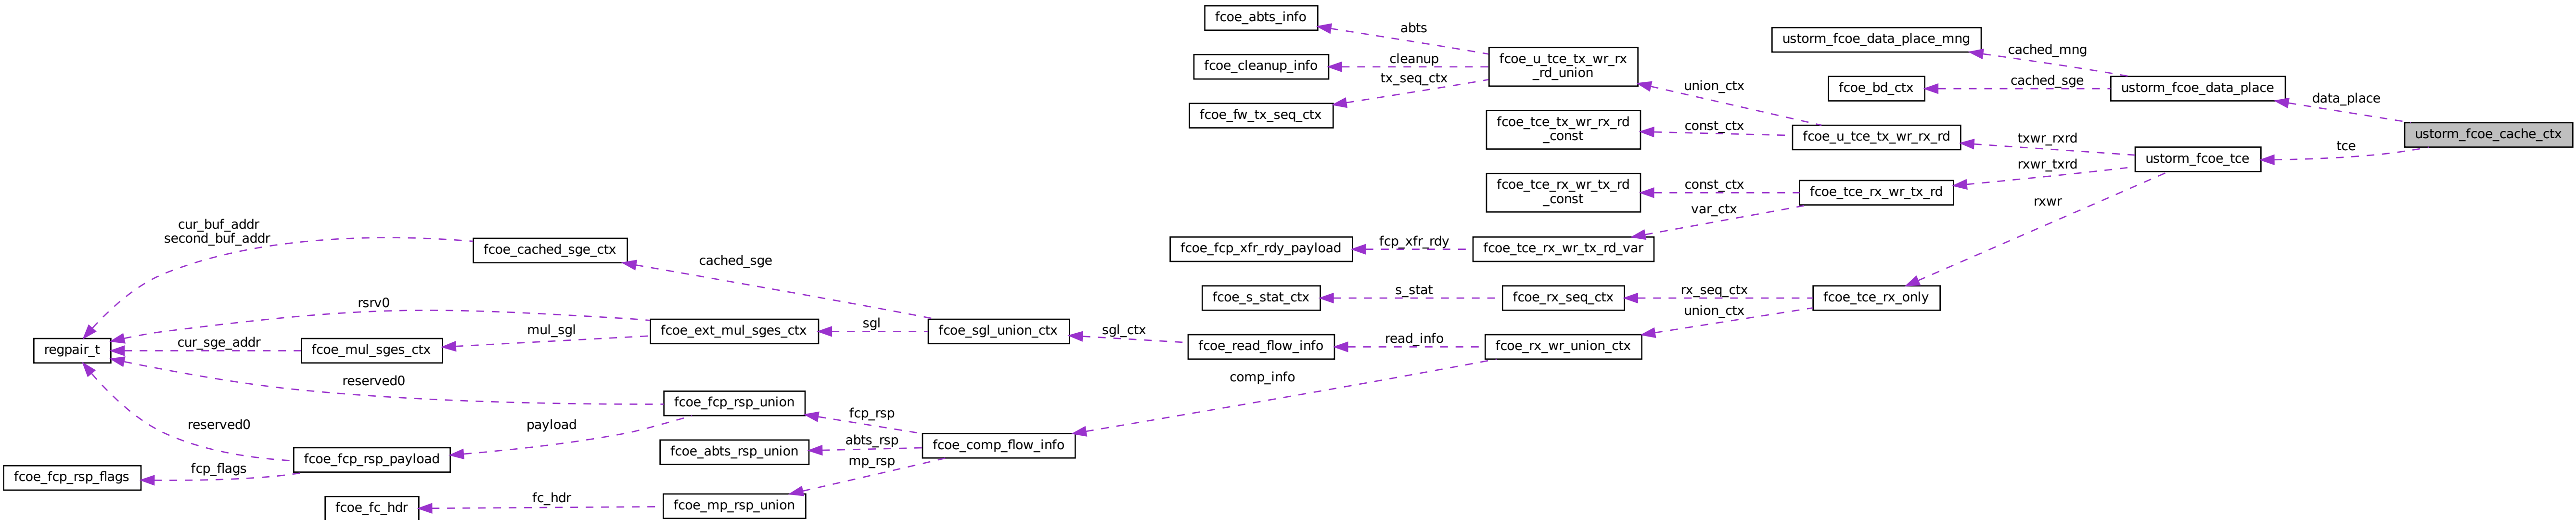 fcoe_abts_info
abts
ustorm_fcoe_data_place_mng
cached_mng
fcoe_u_tce_tx_wr_rx
_rd_union
fcoe_cleanup_info
cleanup
tx_seq_ctx
fcoe_fw_tx_seq_ctx
union_ctx
fcoe_bd_ctx
cached_sge
ustorm_fcoe_data_place
data_place
ustorm_fcoe_cache_ctx
fcoe_tce_tx_wr_rx_rd
_const
const_ctx
fcoe_u_tce_tx_wr_rx_rd
txwr_rxrd
tce
ustorm_fcoe_tce
rxwr_txrd
fcoe_tce_rx_wr_tx_rd
_const
const_ctx
fcoe_tce_rx_wr_tx_rd
rxwr
var_ctx
cur_buf_addr
second_buf_addr
fcoe_cached_sge_ctx
cached_sge
fcoe_fcp_xfr_rdy_payload
fcp_xfr_rdy
fcoe_tce_rx_wr_tx_rd_var
fcoe_s_stat_ctx
s_stat
fcoe_rx_seq_ctx
rx_seq_ctx
fcoe_tce_rx_only
union_ctx
rsrv0
mul_sgl
fcoe_ext_mul_sges_ctx
sgl
fcoe_sgl_union_ctx
sgl_ctx
regpair_t
cur_sge_addr
fcoe_mul_sges_ctx
fcoe_read_flow_info
read_info
fcoe_rx_wr_union_ctx
comp_info
reserved0
fcoe_fcp_rsp_union
fcp_rsp
reserved0
payload
abts_rsp
fcoe_comp_flow_info
fcoe_abts_rsp_union
mp_rsp
fcoe_fcp_rsp_payload
fcp_flags
fcoe_fcp_rsp_flags
fcoe_fc_hdr
fc_hdr
fcoe_mp_rsp_union